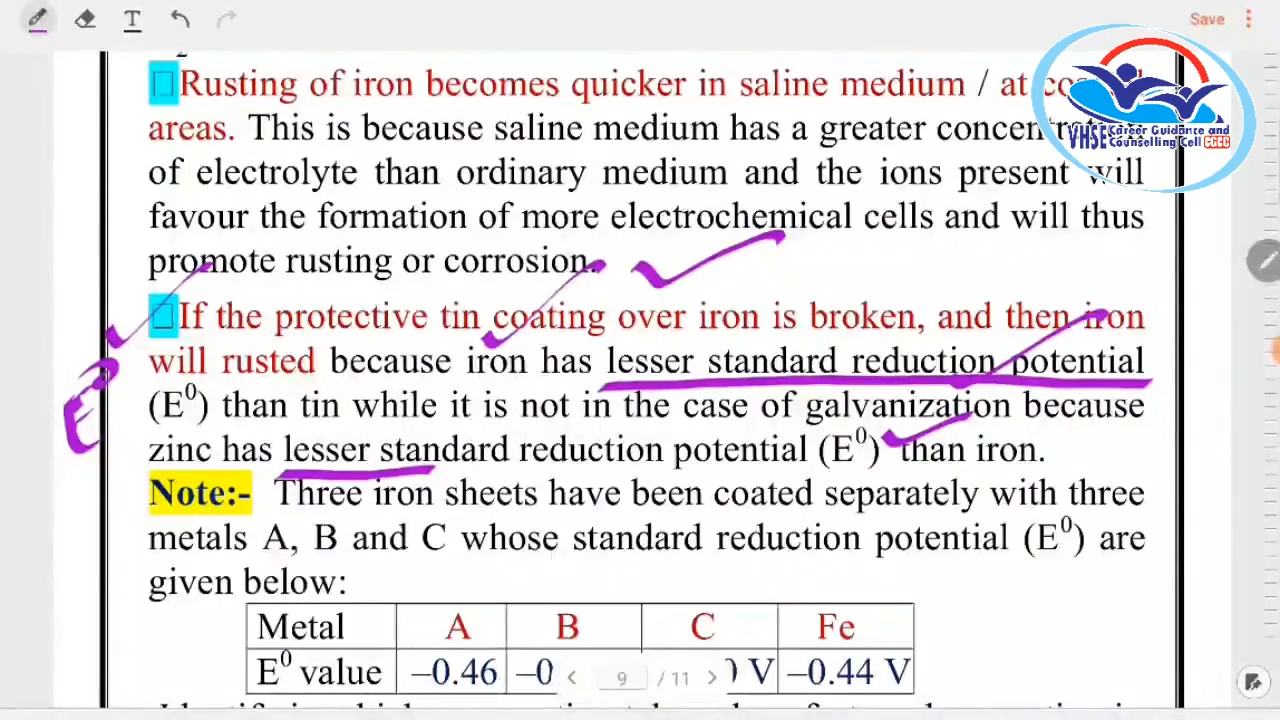 Save
Rusting of iron becomes quicker in saline medium / at
areas. This is because saline medium has a greater
of electrolyte than ordinary medium and the ions present will
favour the formation of more electrochemical cells and will thus
promote rusting or corrosion.
VHSE Career Guidance and
Counselling Cell CGCC
If the protective tin coating over iron is broken, and then iron
will rusted because iron has lesser standard reduction potential
(E⁰) than tin while it is not in the case of galvanization because
zinc has lesser standard reduction potential (E⁰) than iron.
E⁰
Note:- Three iron sheets have been coated separately with three
metals A, B and C whose standard reduction potential (E⁰) are
given below:
Metal A B C Fe
E⁰ value –0.46 –0 V –0.44 V
9 / 11